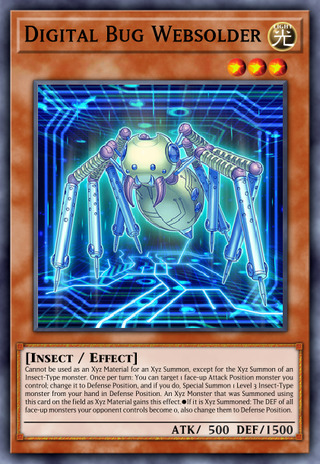 Digital Bug Websolder
LIGHT
光
[Insect / Effect]
Cannot be used as an Xyz Material for an Xyz Summon, except for the Xyz Summon of an
Insect-Type monster. Once per turn: You can target 1 face-up Attack Position monster you
control; change it to Defense Position, and if you do, Special Summon 1 Level 3 Insect-Type
monster from your hand in Defense Position. An Xyz Monster that was Summoned using
this card on the field as Xyz Material gains this effect. ●If it is Xyz Summoned: The DEF of all
face-up monsters your opponent controls become 0, also change them to Defense Position.
ATK/ 500 DEF/1500